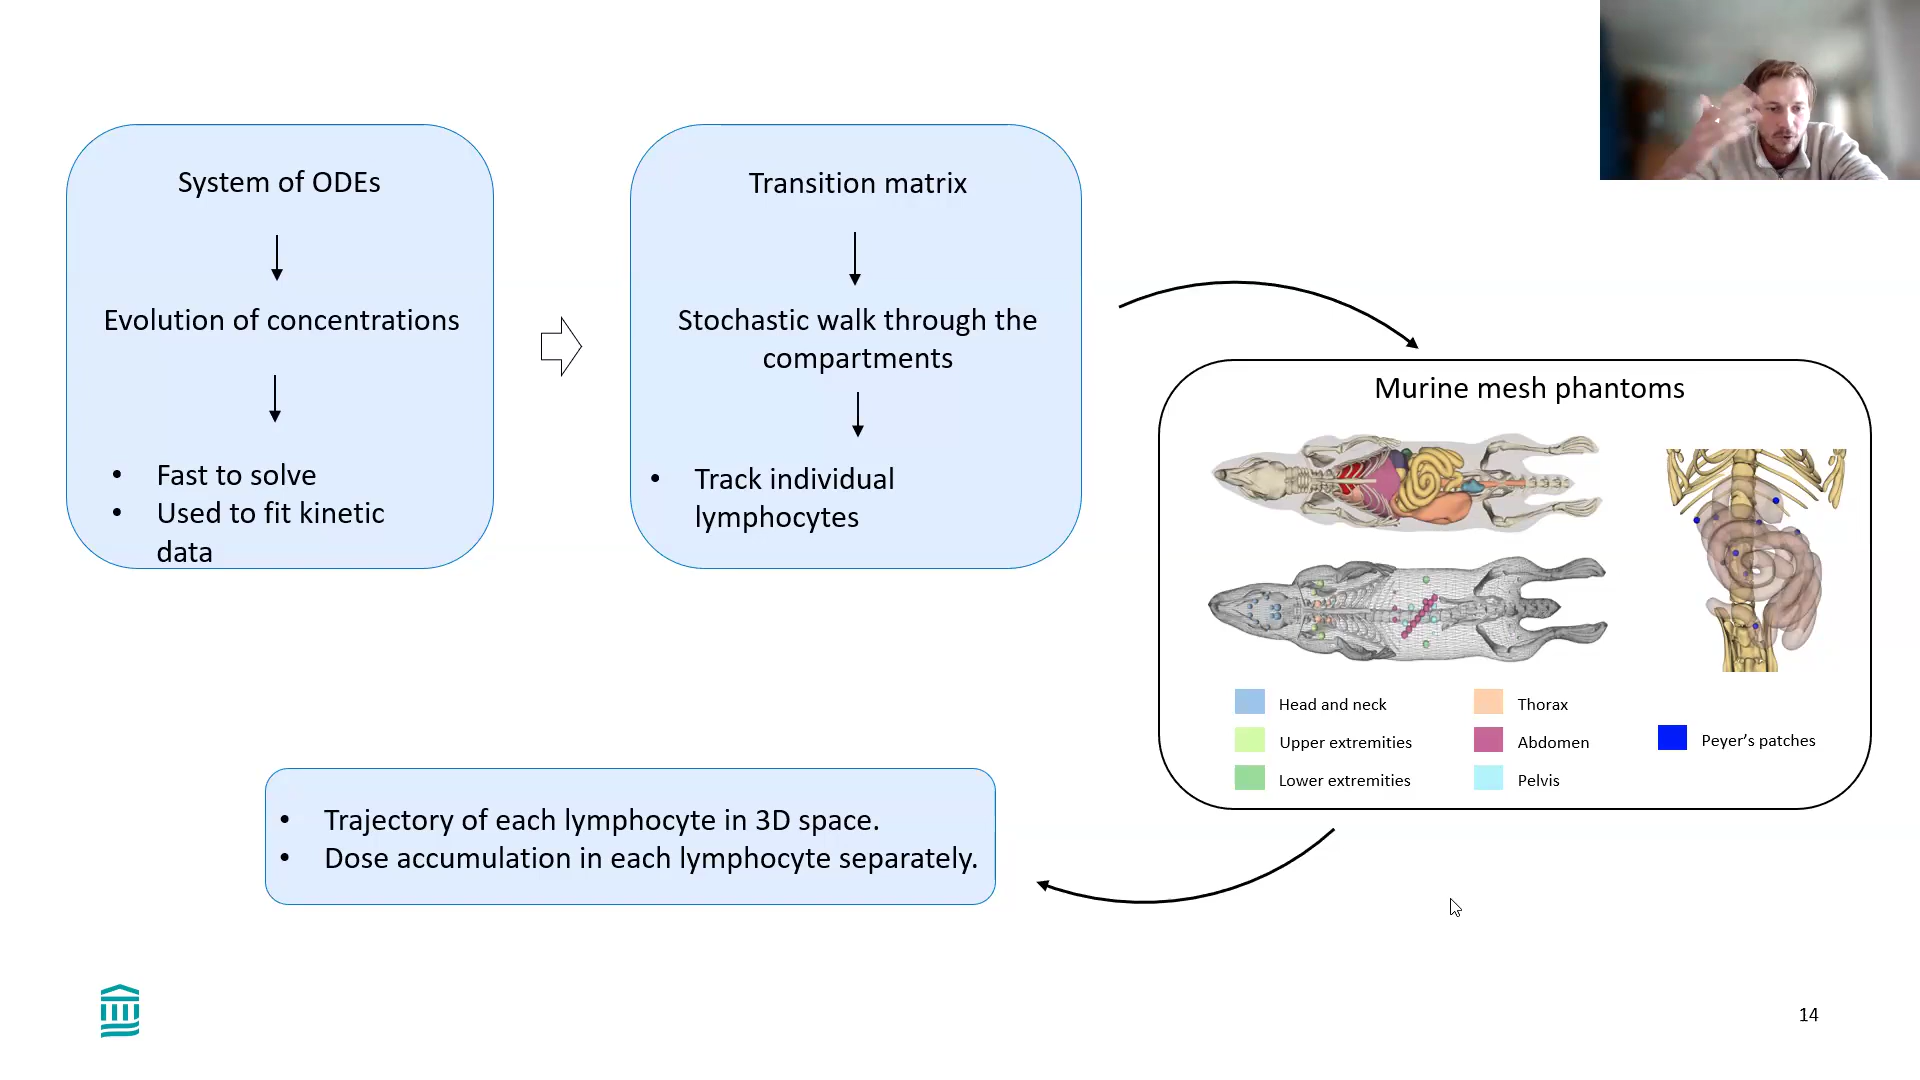 System of ODEs
Evolution of concentrations
• Fast to solve
• Used to fit kinetic
data
Transition matrix
Stochastic walk through the
compartments
• Track individual
lymphocytes
Murine mesh phantoms
Head and neck
Upper extremities
Lower extremities
Thorax
Abdomen
Pelvis
Peyer's patches
• Trajectory of each lymphocyte in 3D space.
• Dose accumulation in each lymphocyte separately.
14